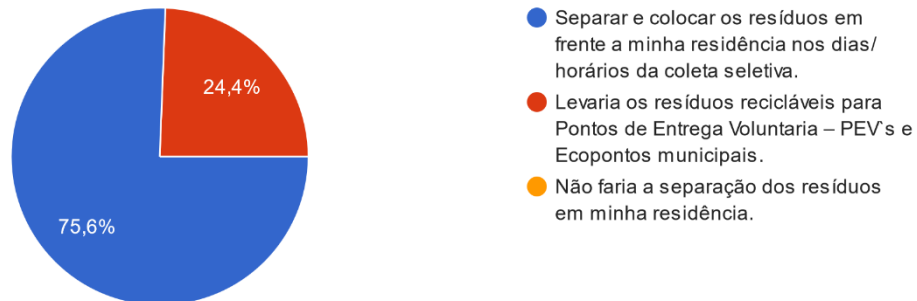 24,4%
75,6%
Separar e colocar os resíduos em
frente a minha residência nos dias/
horários da coleta seletiva.
Levaria os resíduos recicláveis para
Pontos de Entrega Voluntaria – PEV`s e
Ecopontos municipais.
Não faria a separação dos resíduos
em minha residência.